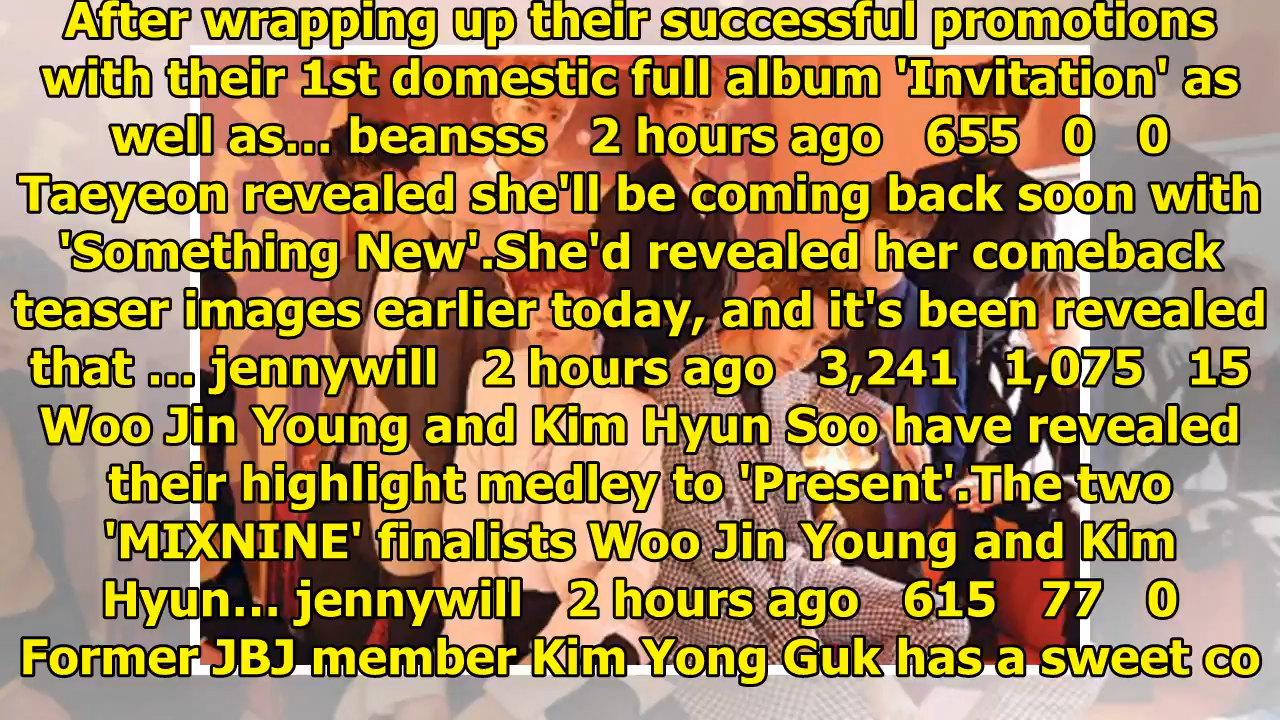 After wrapping up their successful promotions
with their 1st domestic full album 'Invitation' as
well as... beansss 2 hours ago 655 0 0
Taeyeon revealed she'll be coming back soon with
'Something New'.She'd revealed her comeback
teaser images earlier today, and it's been revealed
that ... jennywill 2 hours ago 3,241 1,075 15
Woo Jin Young and Kim Hyun Soo have revealed
their highlight medley to 'Present'.The two
'MIXNINE' finalists Woo Jin Young and Kim
Hyun... jennywill 2 hours ago 615 77 0
Former JBJ member Kim Yong Guk has a sweet co